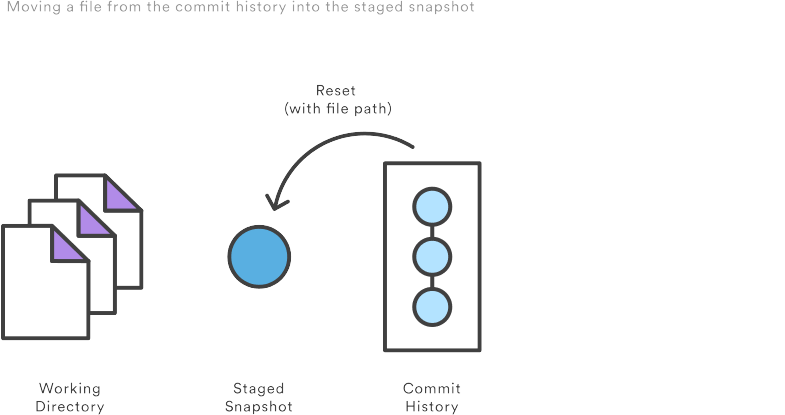 Moving a file from the commit history into the staged snapshot
Reset
(with file path)
Working
Directory
Staged
Snapshot
Commit
History